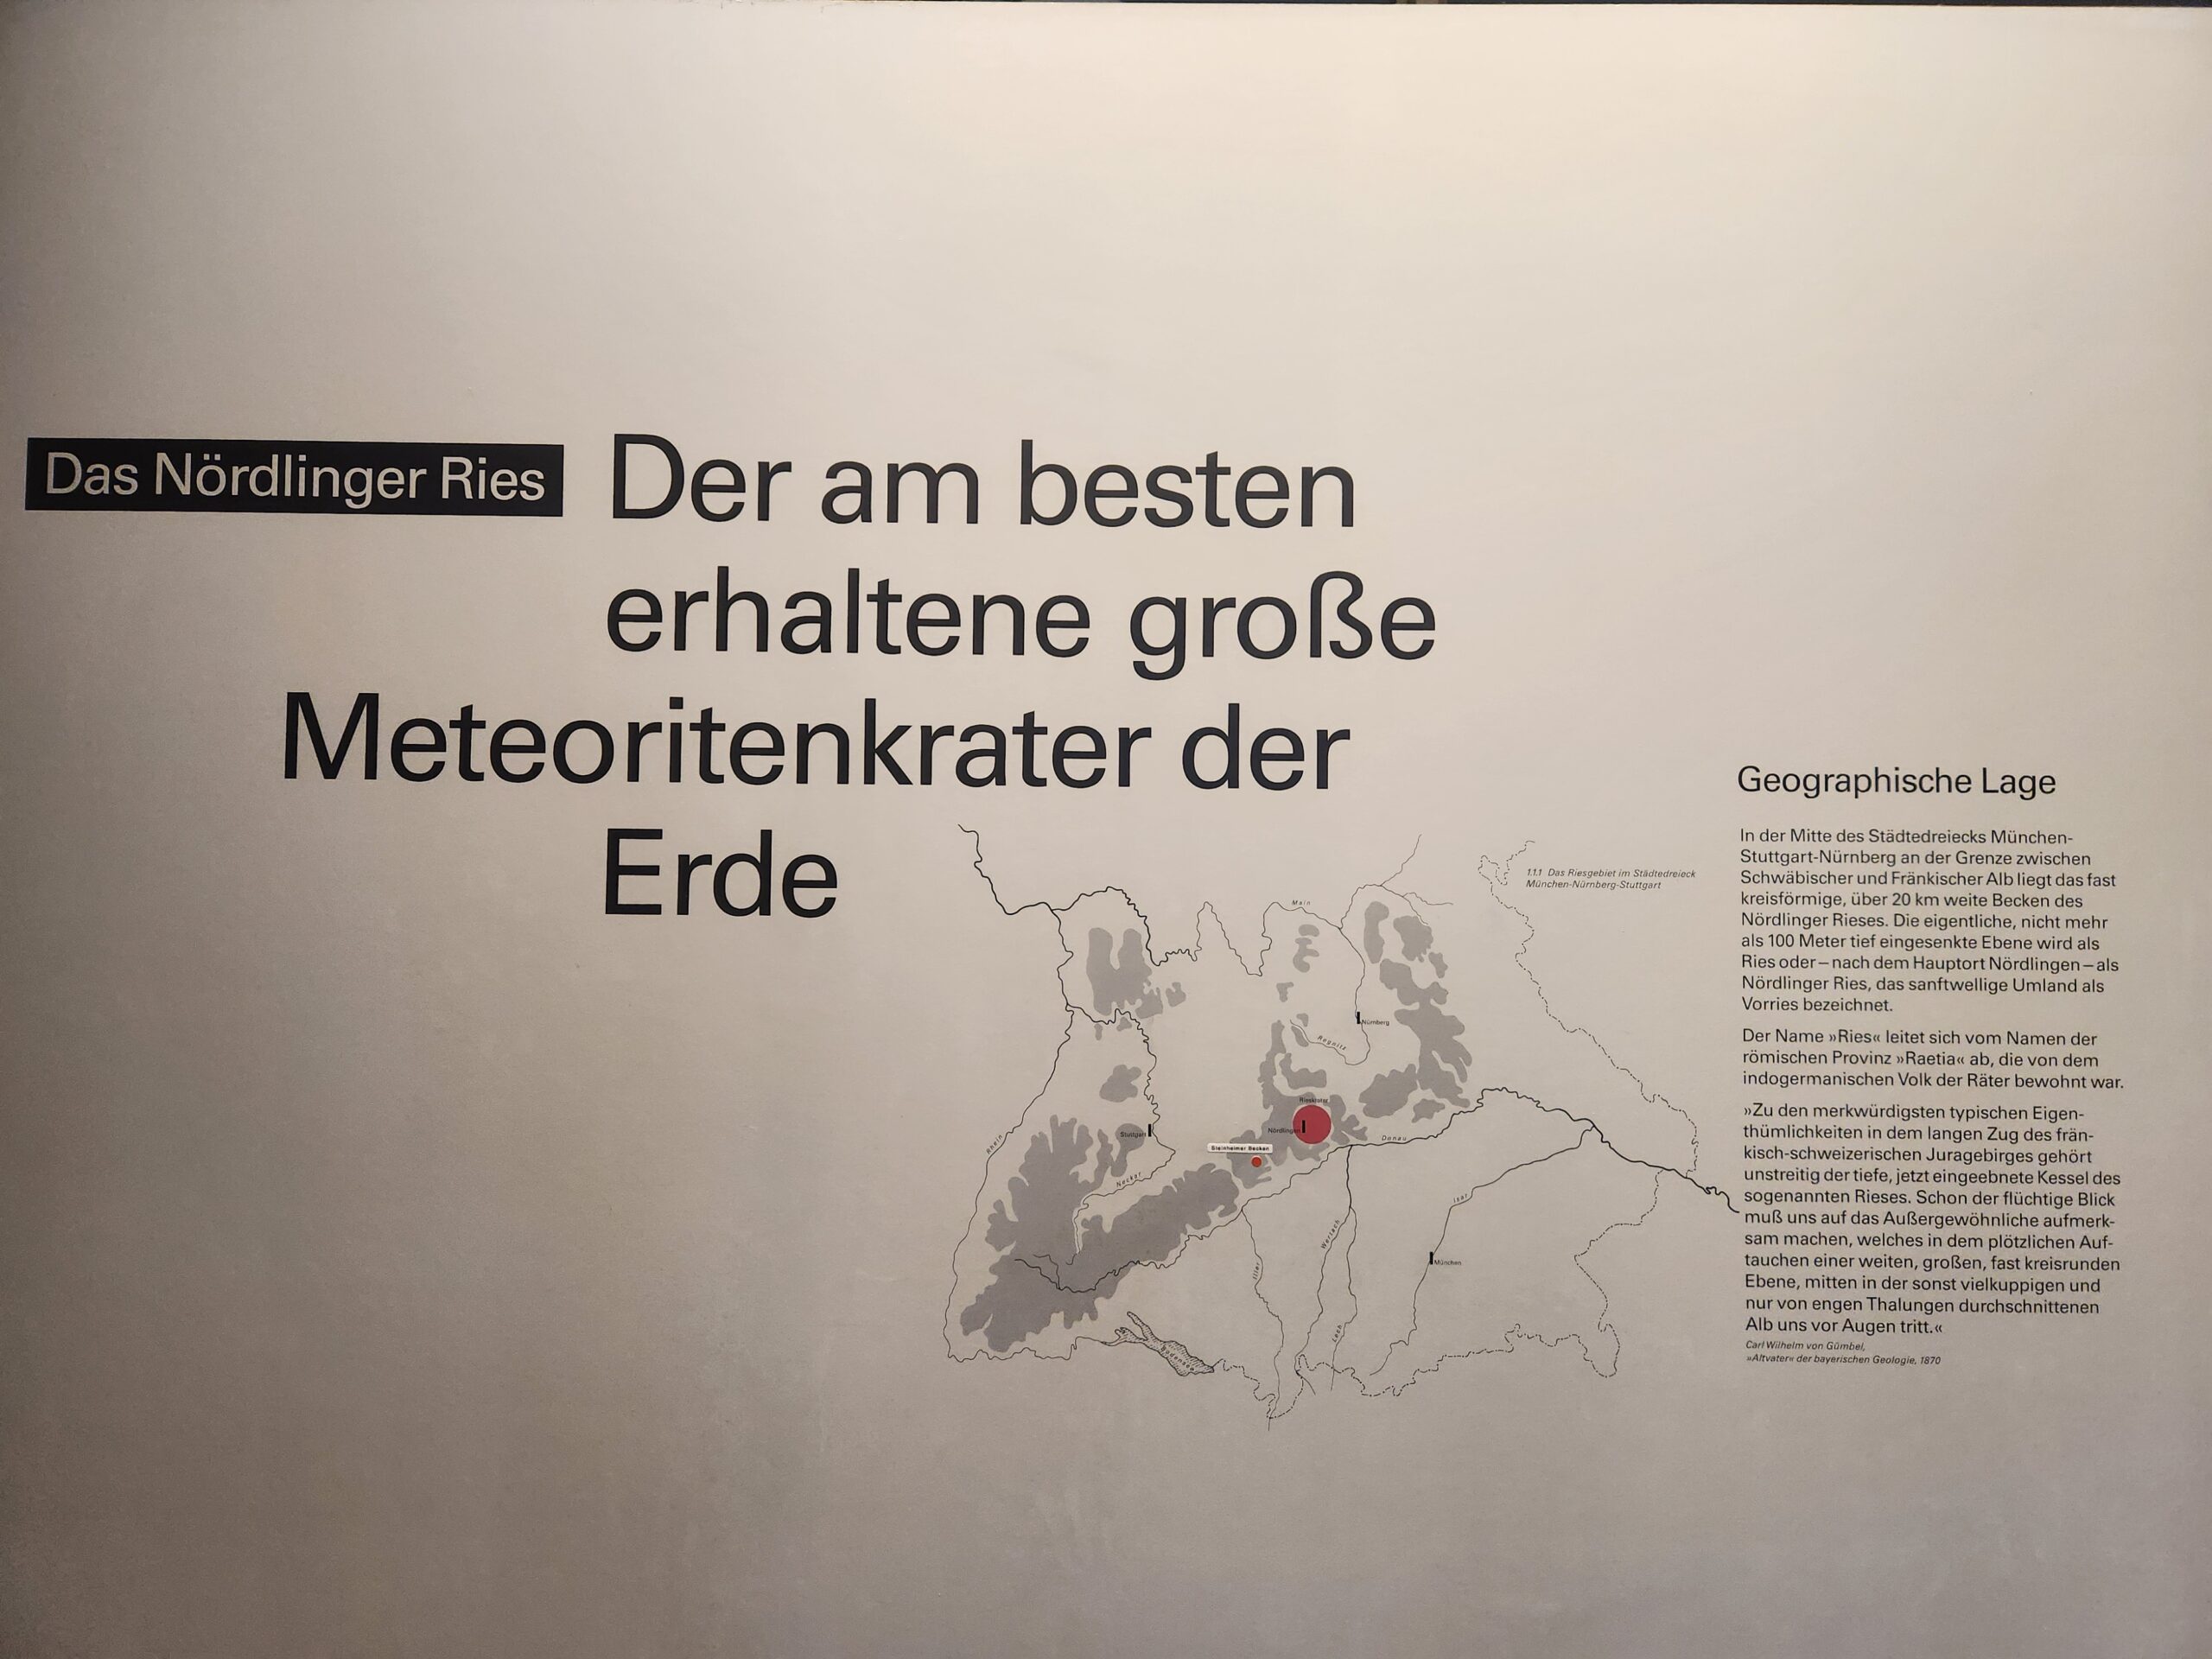 Das Nördlinger Ries
Der am besten
erhaltene große
Meteoritenkrater der
Erde
Geographische Lage
In der Mitte des Städtedreiecks München-
Stuttgart-Nürnberg an der Grenze zwischen
Schwäbischer und Fränkischer Alb liegt das fast
kreisförmige, über 20 km weite Becken des
Nördlinger Rieses. Die eigentliche, nicht mehr
als 100 Meter tief eingesenkte Ebene wird als
Ries oder – nach dem Hauptort Nördlingen – als
Nördlinger Ries, das sanftwellige Umland als
Vorries bezeichnet.
Der Name »Ries« leitet sich vom Namen der
römischen Provinz »Raetia« ab, die von dem
indogermanischen Volk der Räter bewohnt war.
»Zu den merkwürdigsten typischen Eigen-
thümlichkeiten in dem langen Zug des frän-
kisch-schweizerischen Juragebirges gehört
unstreitig der tiefe, jetzt eingeebnete Kessel des
sogenannten Rieses. Schon der flüchtige Blick
muß uns auf das Außergewöhnliche aufmerk-
sam machen, welches in dem plötzlichen Auf-
tauchen einer weiten, großen, fast kreisrunden
Ebene, mitten in der sonst vielkuppigen und
nur von engen Thalungen durchschnittenen
Alb uns vor Augen tritt.«
Carl Wilhelm von Gümbel,
»Altvater« der bayerischen Geologie, 1870
1.1.1 Das Riesgebiet im Städtedreieck
München-Nürnberg-Stuttgart
Main
Nürnberg
Regnitz
Rieskrater
Nördlingen
Stuttgart
Donau
Rhein
Steinheimer Becken
Neckar
Isar
Wertach
Iller
München
Lech
Bodensee